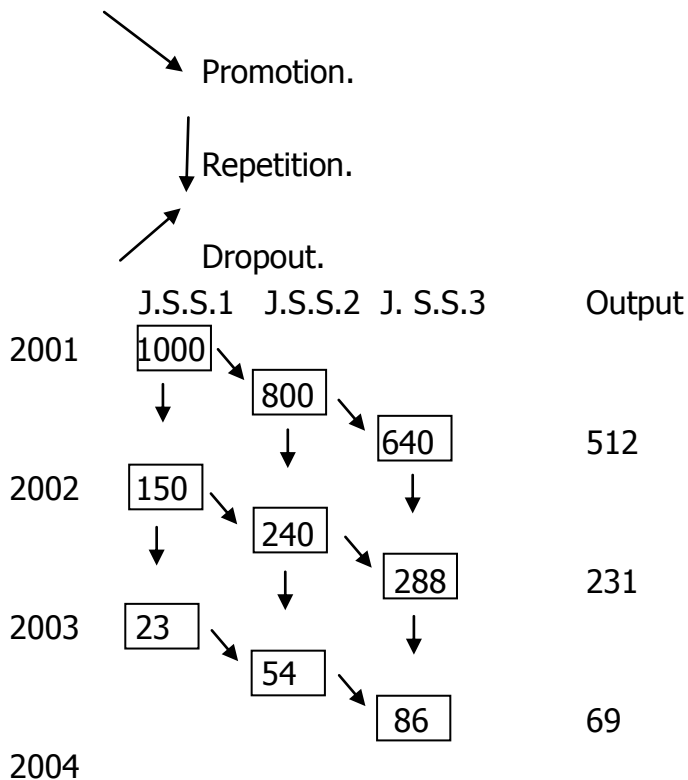 Promotion.
Repetition.
Dropout.
J.S.S.1 J.S.S.2 J. S.S.3 Output
2001 1000
800
640 512
2002 150
240
288 231
2003 23
54
86 69
2004